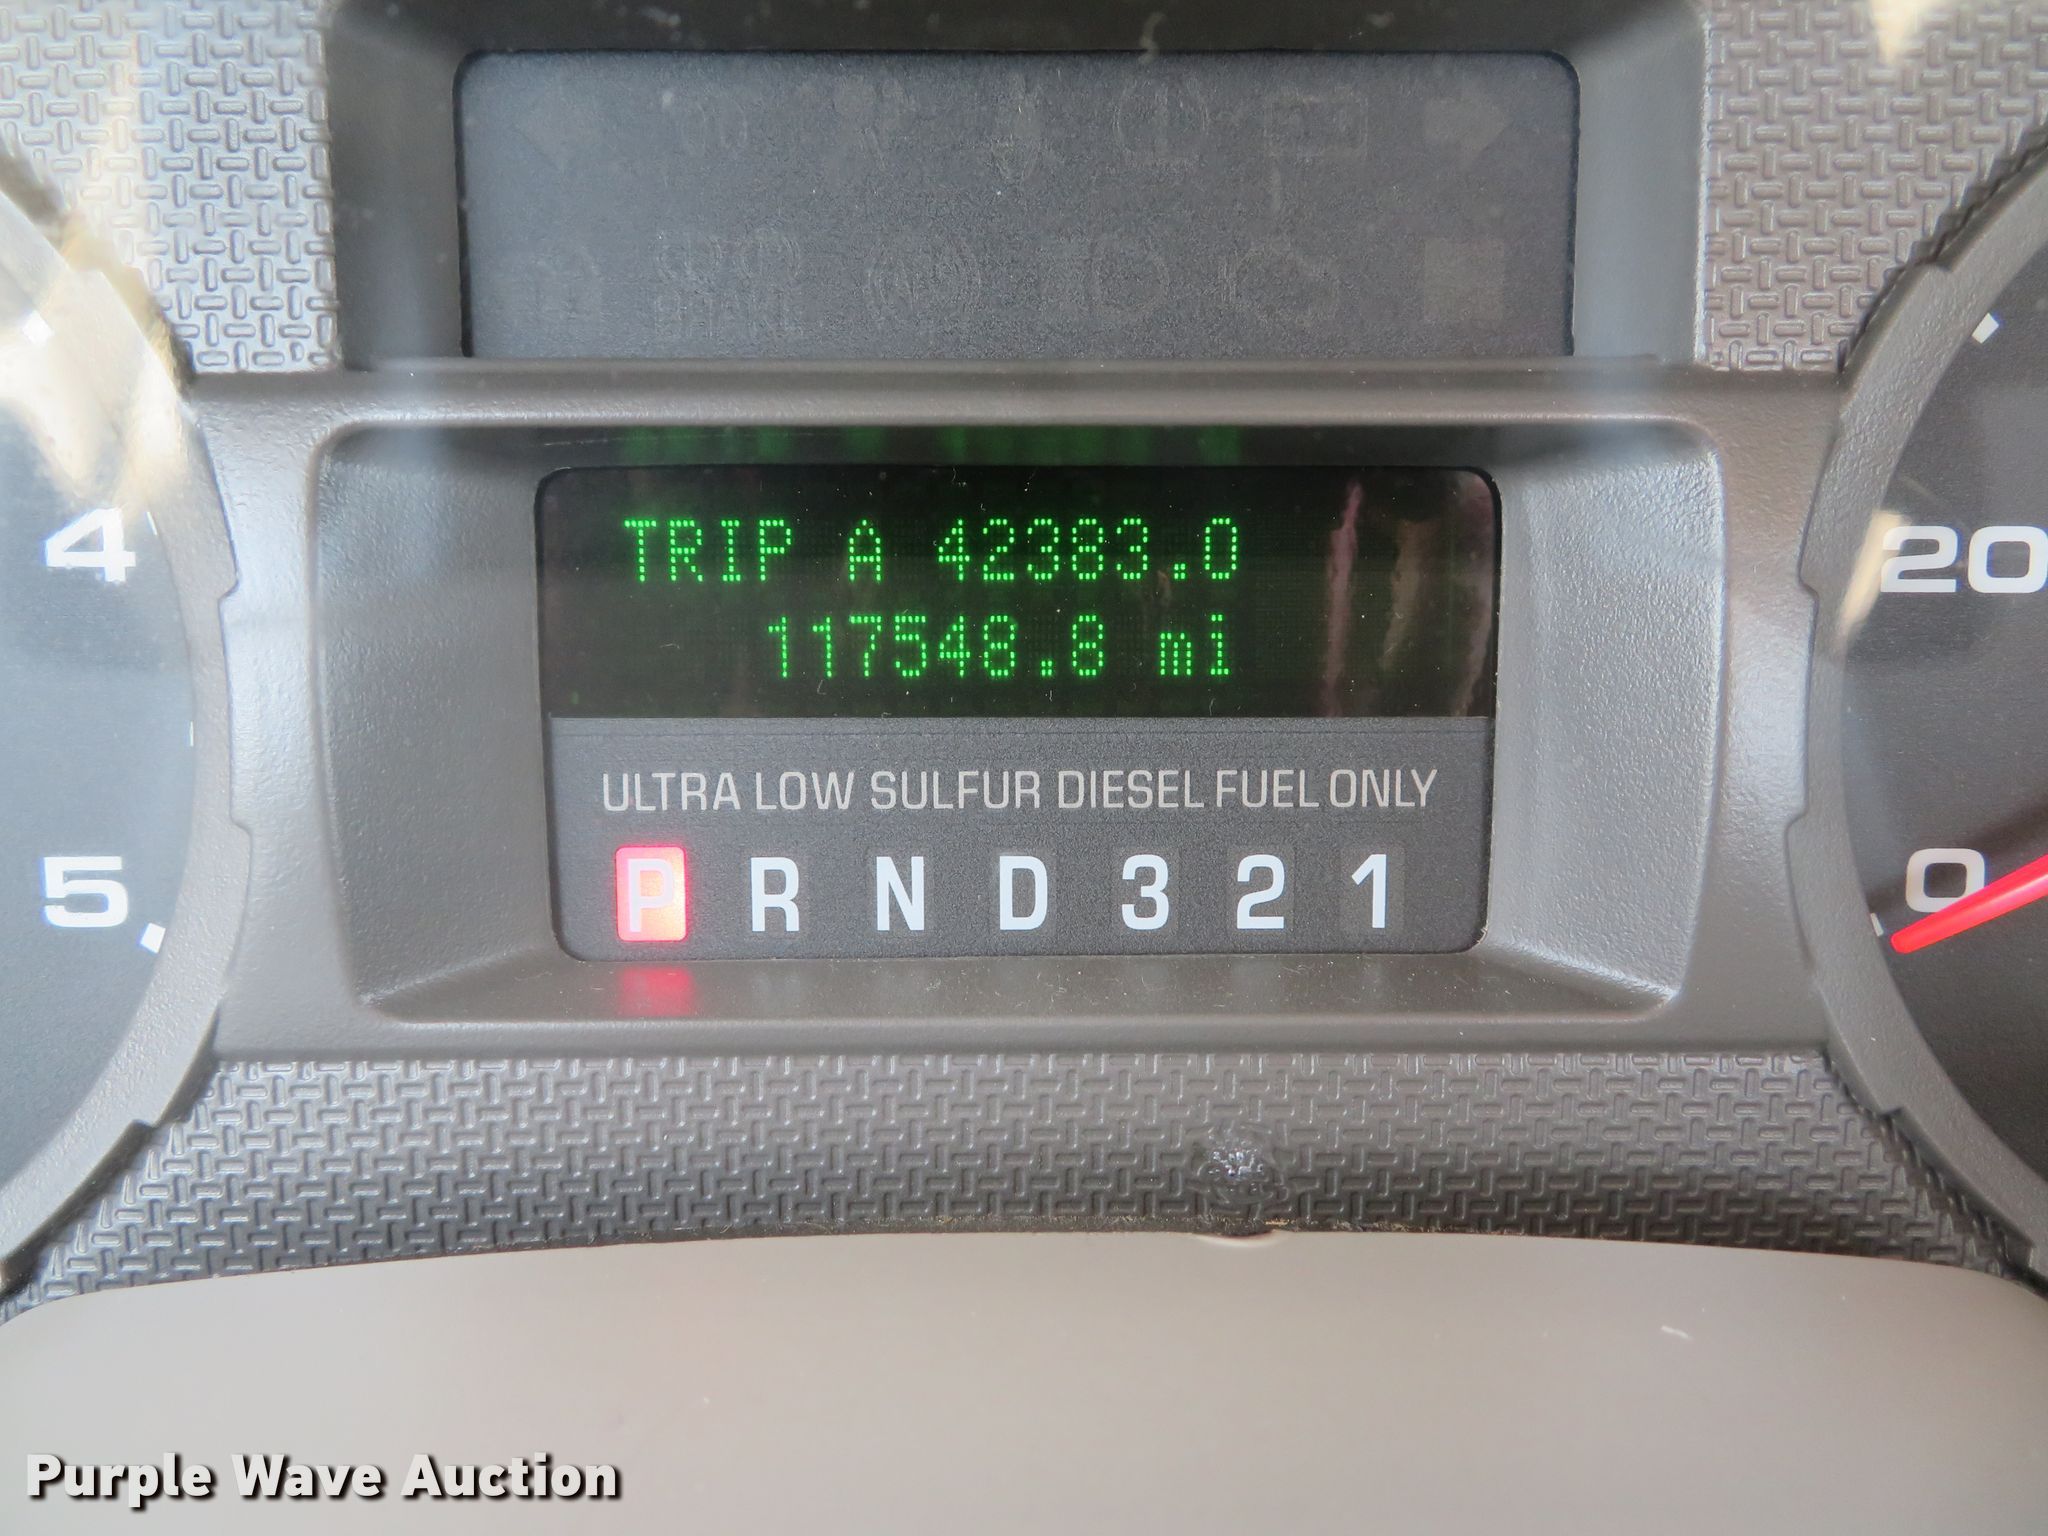 4
5
TRIP A 42383.0
117548.8 mi
ULTRA LOW SULFUR DIESEL FUEL ONLY
P R N D 3 2 1
20
0
Purple Wave Auction